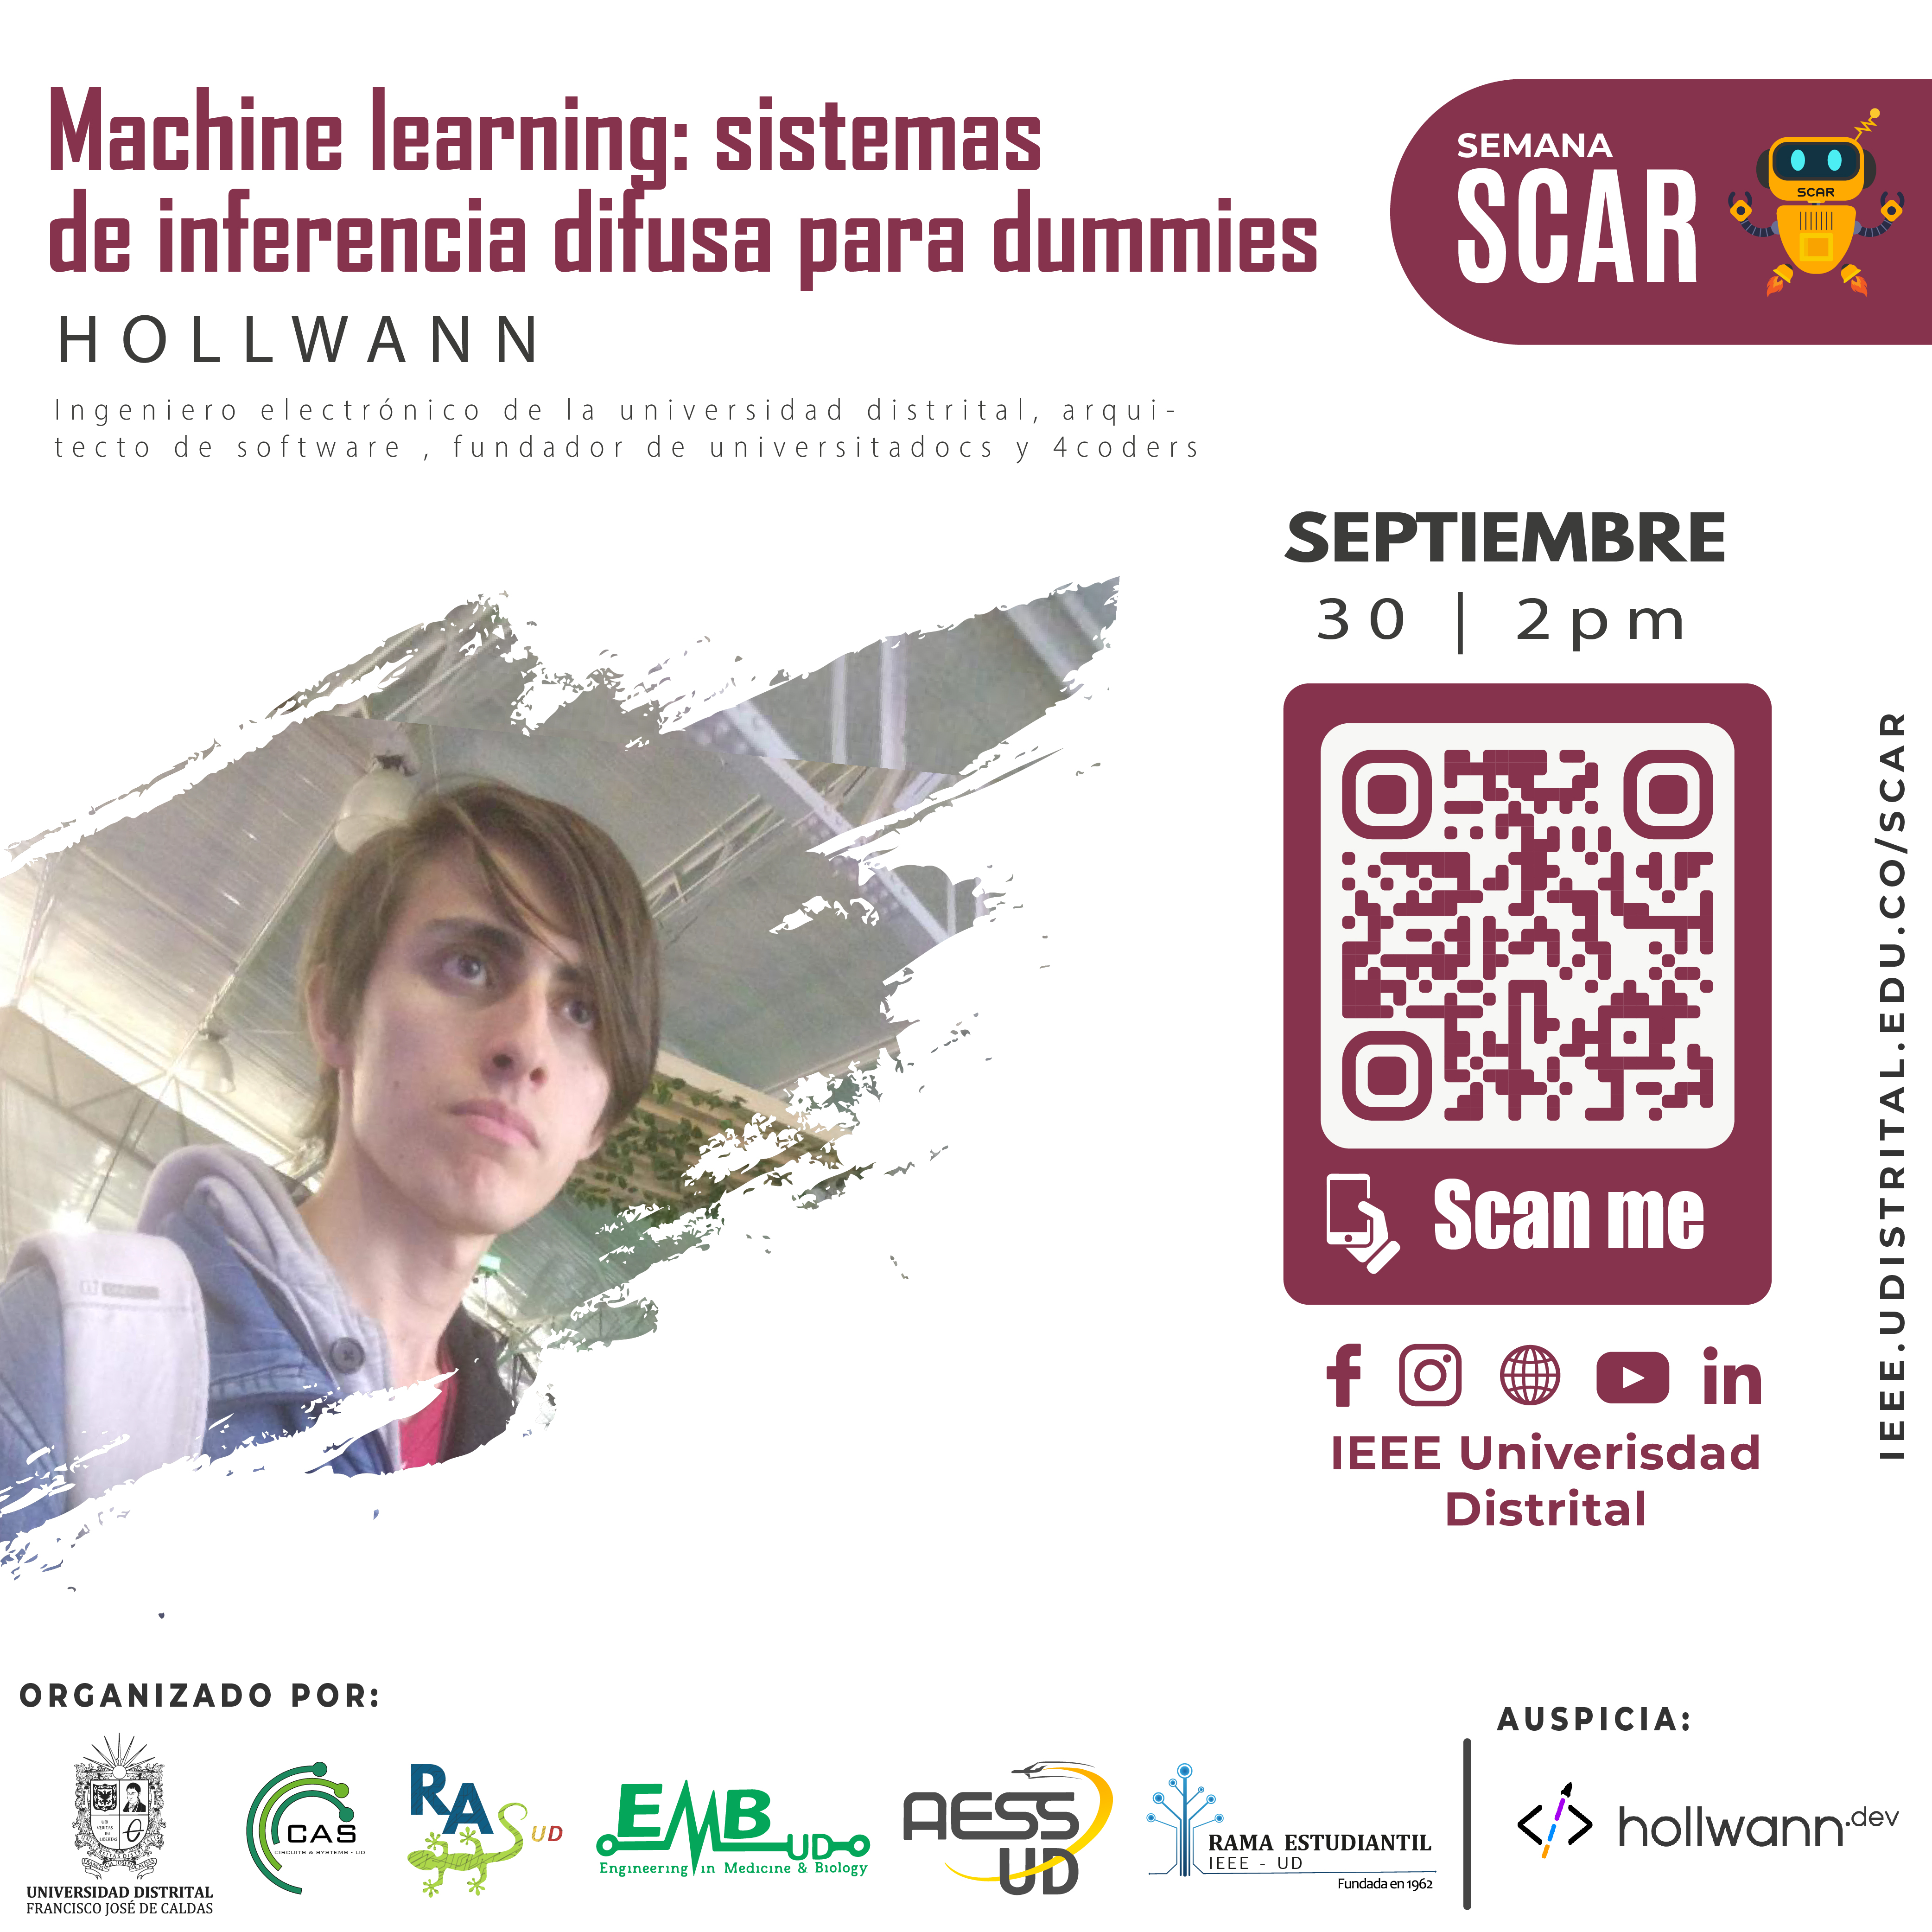 Machine learning: sistemas
de inferencia difusa para dummies
HOLLWANN
Ingeniero electrónico de la universidad distrital, arqui-
tecto de software , fundador de universitadocs y 4coders
SEMANA
SCAR
SCAR
SEPTIEMBRE
30 | 2pm
Scan me
IEEE Univerisdad
Distrital
IEEE.UDISTRITAL.EDU.CO/SCAR
ORGANIZADO POR:
UNIVERSIDAD DISTRITAL
FRANCISCO JOSÉ DE CALDAS
CAS
CIRCUITS & SYSTEMS - UD
RAS UD
EMB UD
Engineering in Medicine & Biology
AESS
UD
RAMA ESTUDIANTIL
IEEE - UD
Fundada en 1962
AUSPICIA:
hollwann.dev